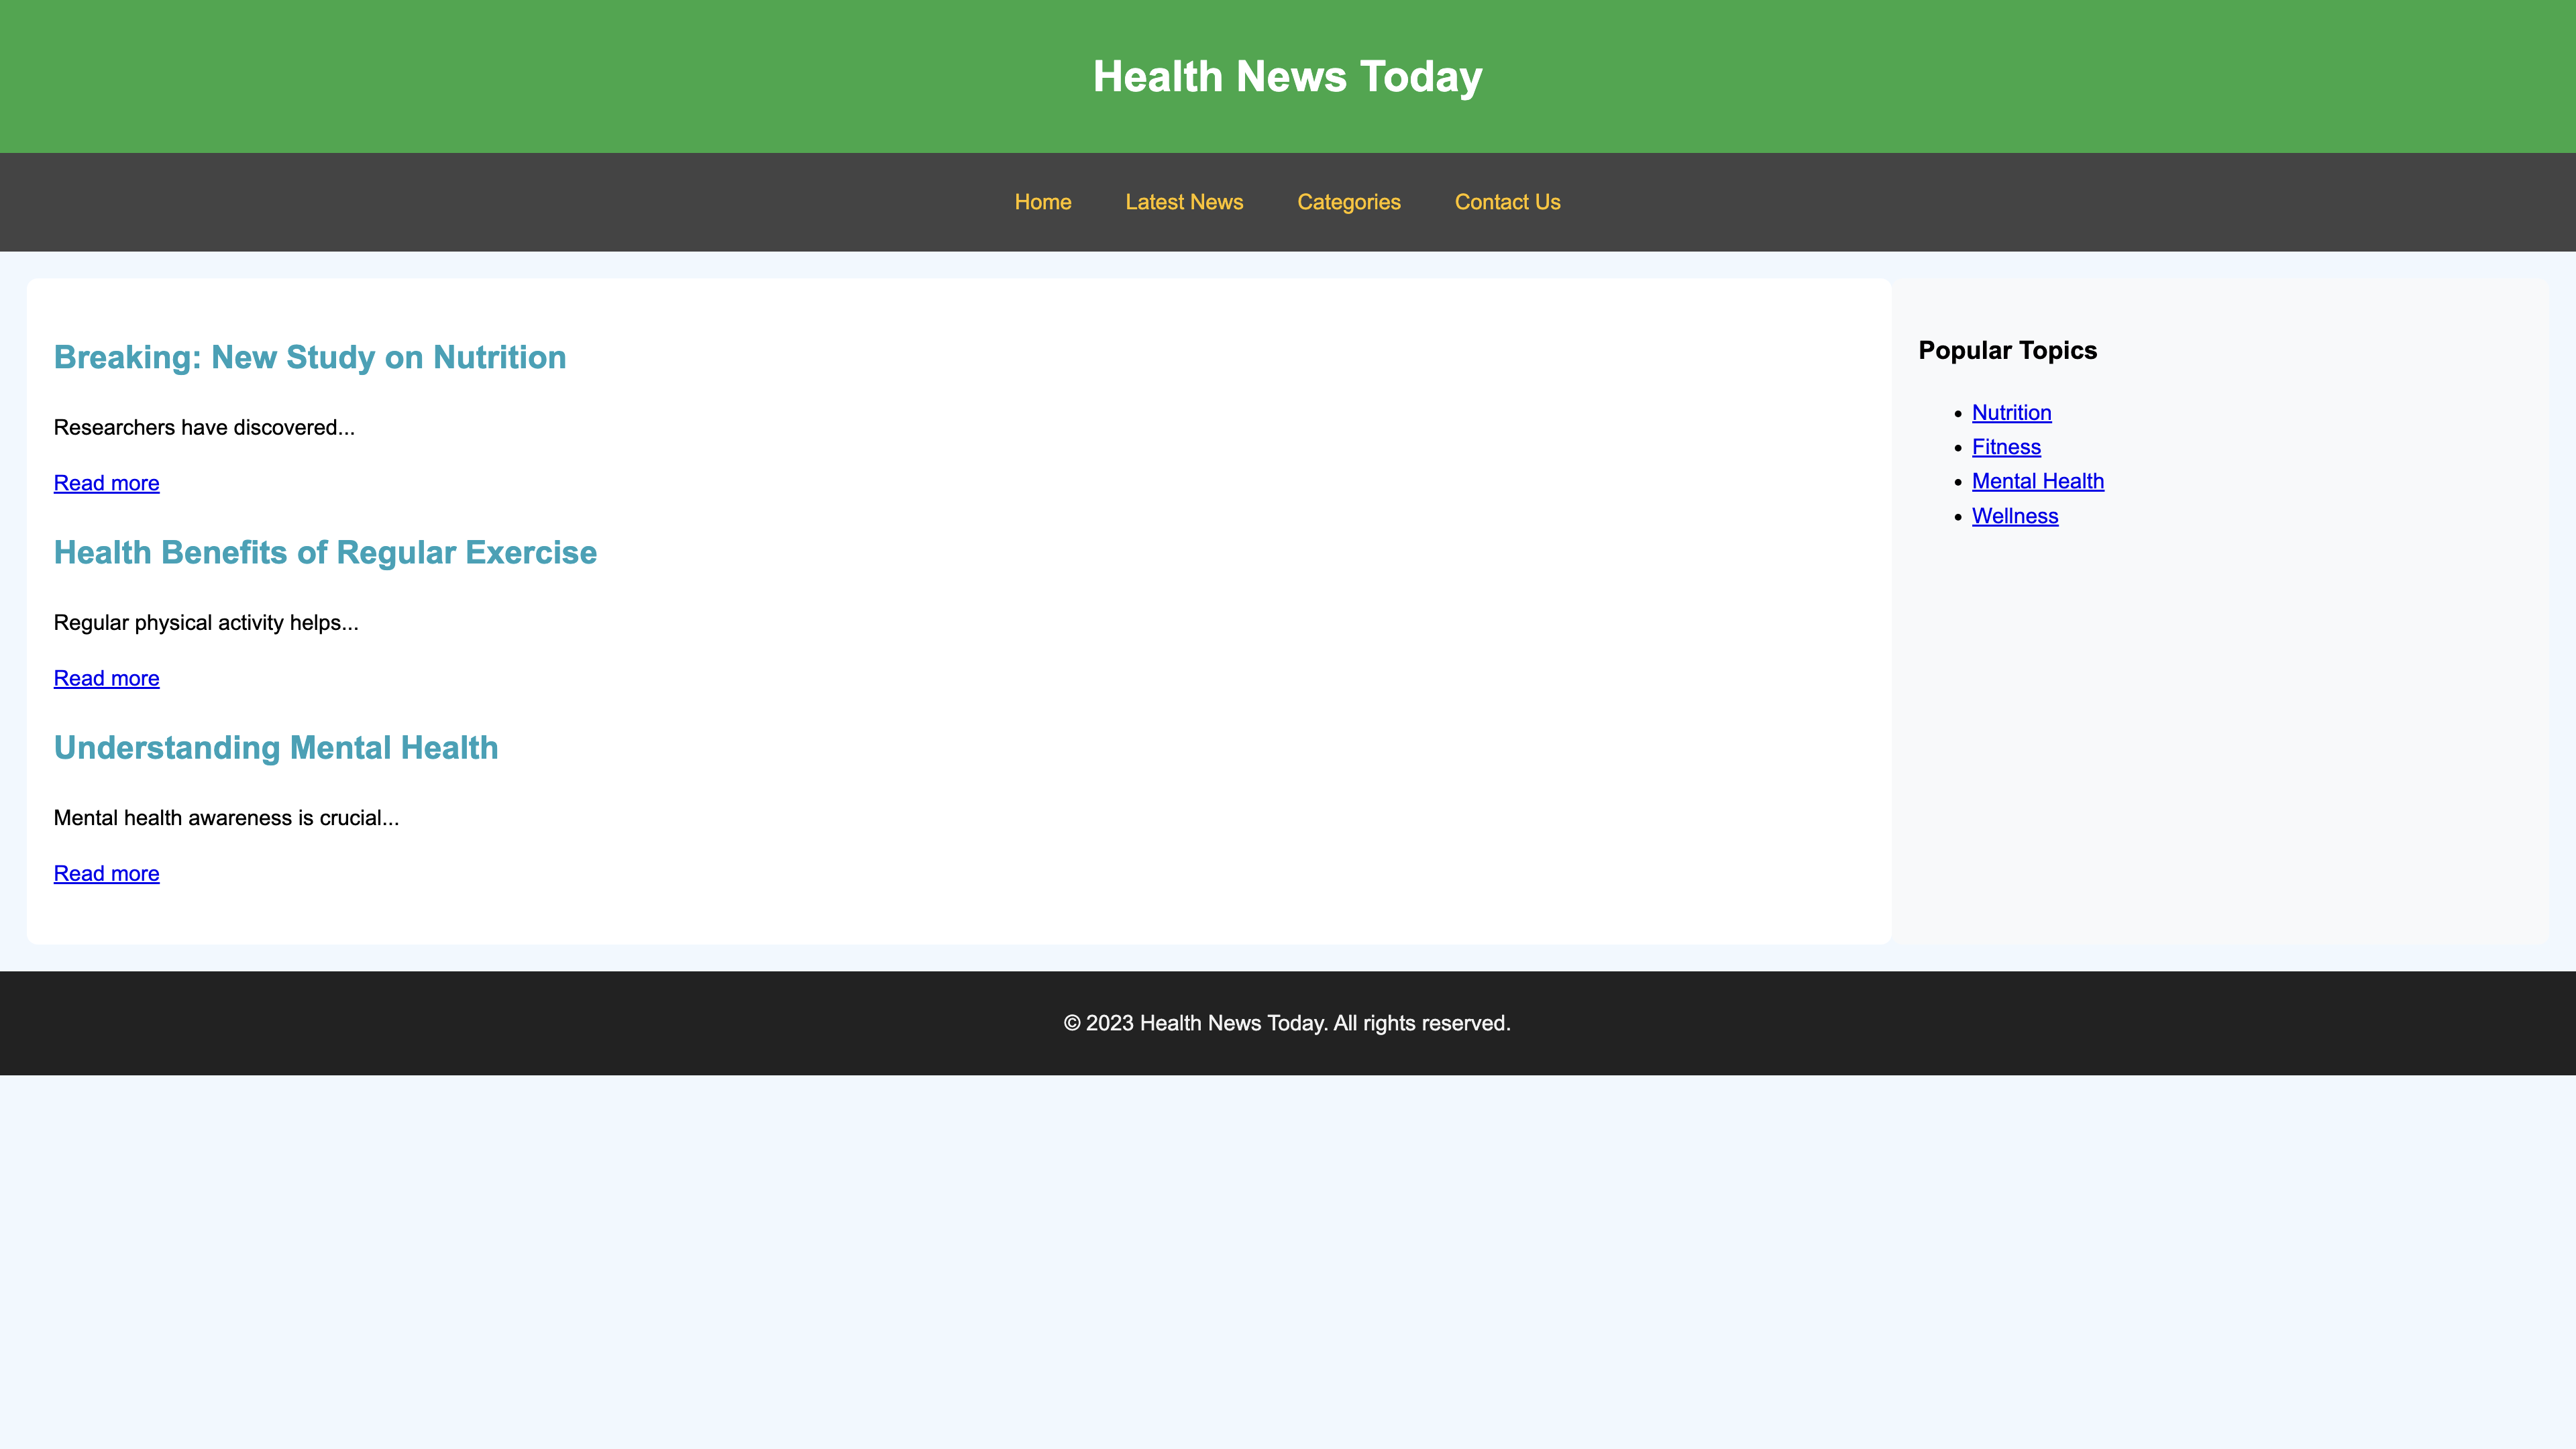 Health News Today
Home Latest News Categories Contact Us
Breaking: New Study on Nutrition
Researchers have discovered...
Read more
Health Benefits of Regular Exercise
Regular physical activity helps...
Read more
Understanding Mental Health
Mental health awareness is crucial...
Read more
Popular Topics
• Nutrition
• Fitness
• Mental Health
• Wellness
© 2023 Health News Today. All rights reserved.